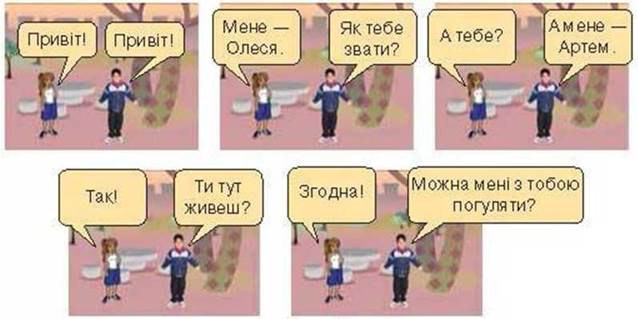 Привіт!
Привіт!
Мене —
Олеся.
Як тебе
звати?
А тебе?
А мене —
Артем.
Так!
Ти тут
живеш?
Згодна!
Можна мені з тобою
погуляти?